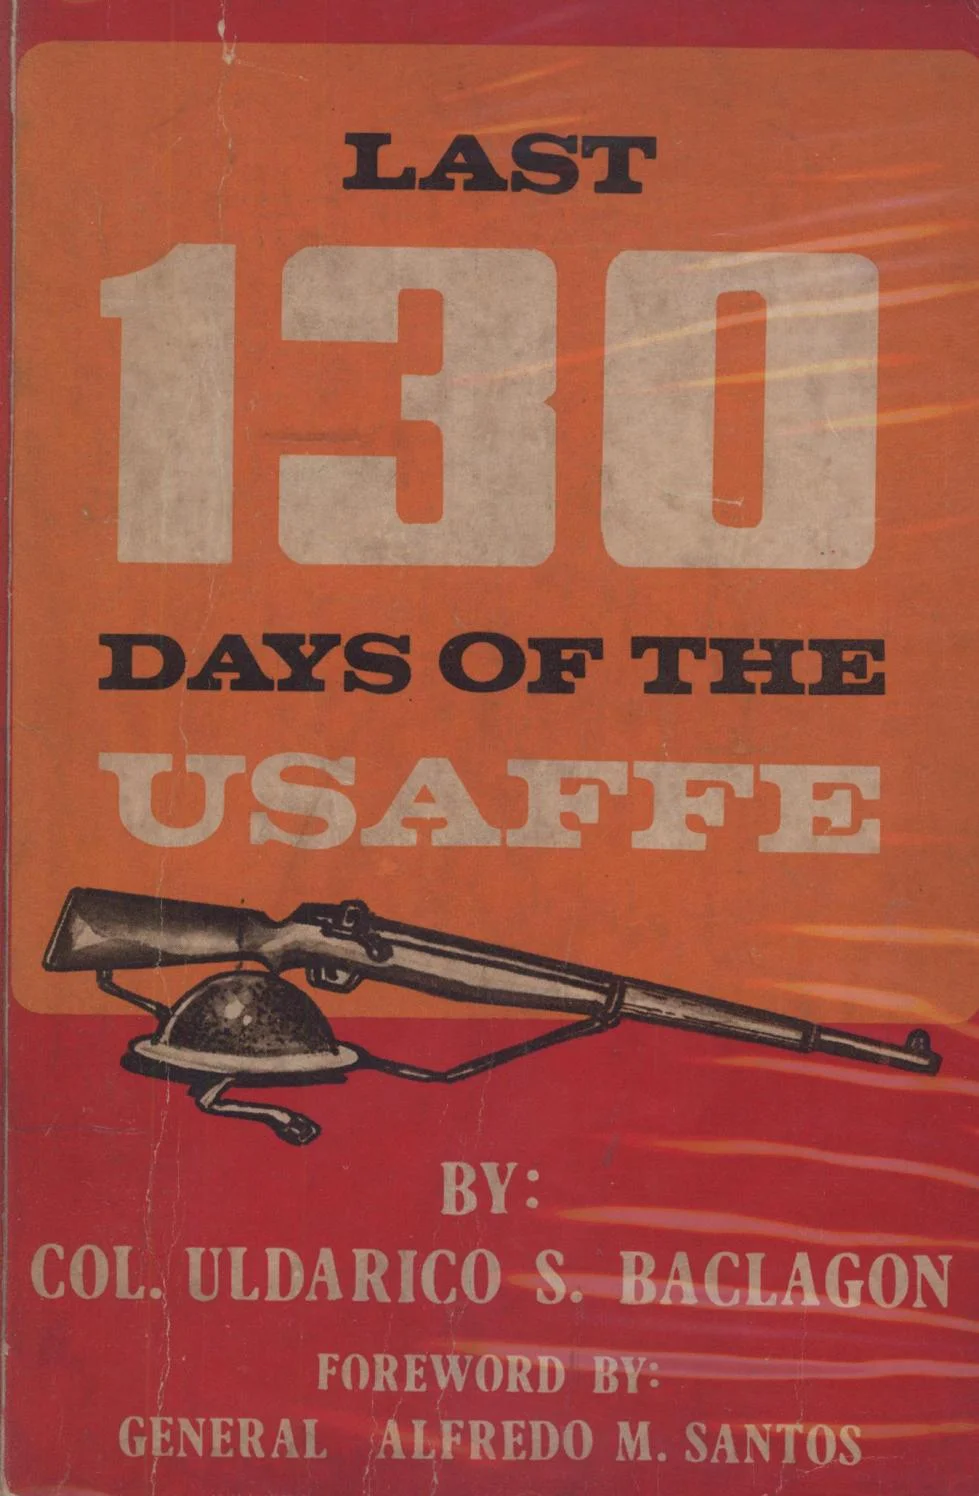 LAST
130
DAYS OF THE
USAFFE
BY:
COL. ULDARICO S. BACLAGON
FOREWORD BY:
GENERAL ALFREDO M. SANTOS